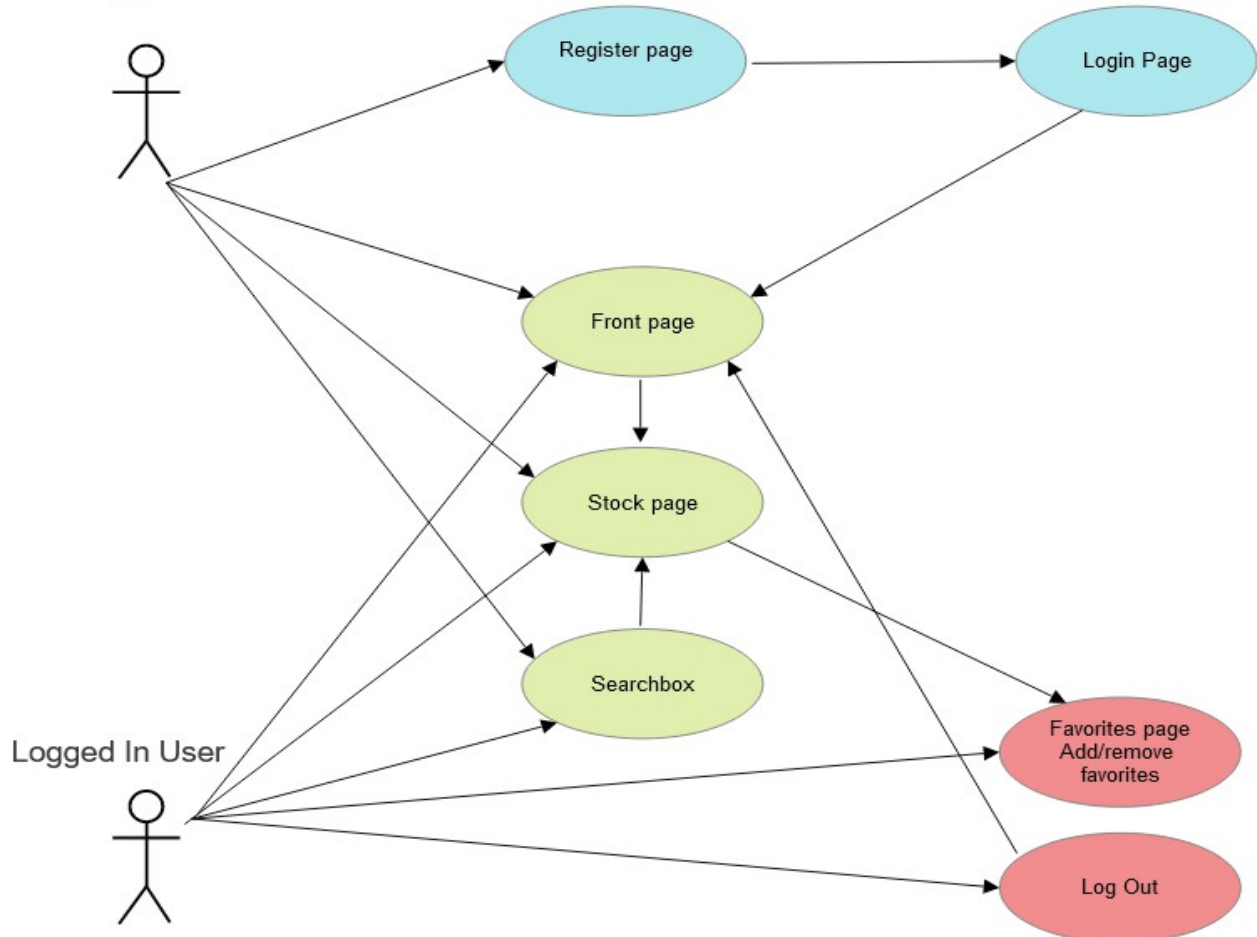 Register page
Login Page
Front page
Stock page
Searchbox
Logged In User
Favorites page
Add/remove
favorites
Log Out